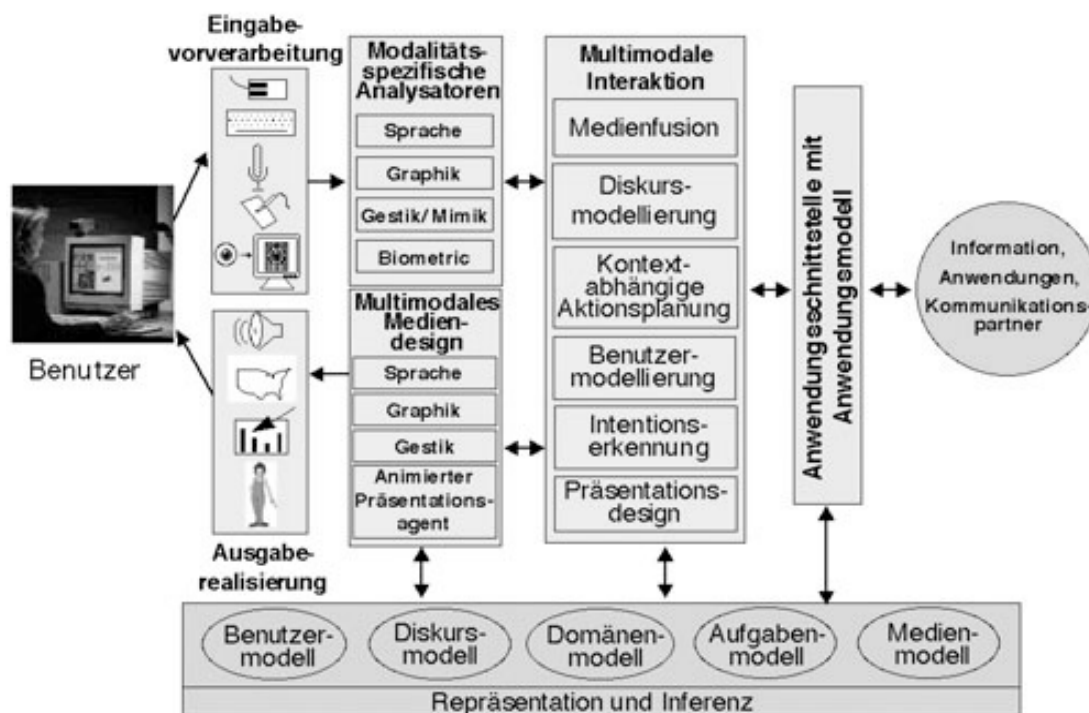 Eingabe-
vorverarbeitung
Modalitäts-
spezifische
Analysatoren
Sprache
Graphik
Gestik/Mimik
Biometric
Multimodales
Medien-
design
Sprache
Graphik
Gestik
Animierter
Präsentations-
agent
Multimodale
Interaktion
Medienfusion
Diskurs-
modellierung
Kontext-
abhängige
Aktionsplanung
Benutzer-
modellierung
Intentions-
erkennung
Präsentations-
design
Anwendungsschnittstelle mit
Anwendungsmodell
Information,
Anwendungen,
Kommunikations-
partner
Benutzer
Ausgabe-
realisierung
Benutzer-
modell
Diskurs-
modell
Domänen-
modell
Aufgaben-
modell
Medien-
modell
Repräsentation und Inferenz